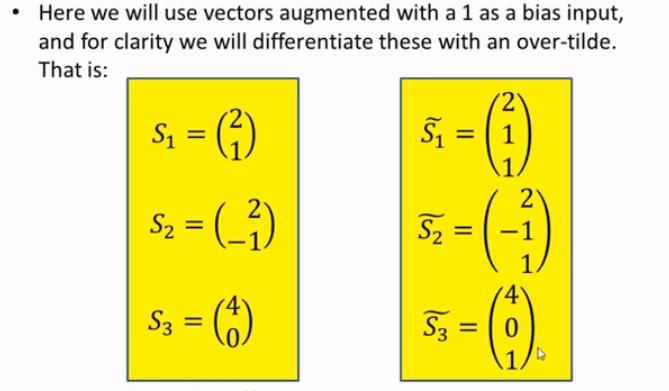 • Here we will use vectors augmented with a 1 as a bias input,
and for clarity we will differentiate these with an over-tilde.
That is:
S₁ = (2
1)
S₂ = (2
−1)
S₃ = (4
0)
S̃₁ = (2
1
1)
S̃₂ = (2
−1
1)
S̃₃ = (4
0
1)